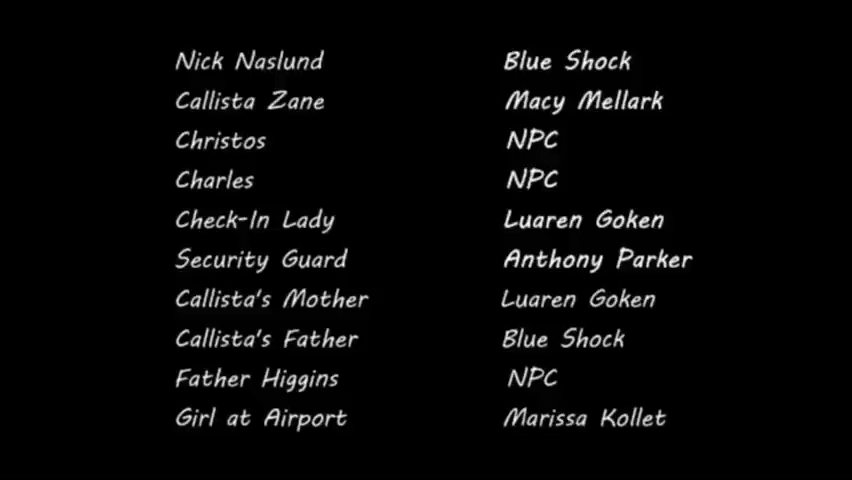 Nick Naslund Blue Shock
Callista Zane Macy Mellark
Christos NPC
Charles NPC
Check-In Lady Luaren Goken
Security Guard Anthony Parker
Callista's Mother Luaren Goken
Callista's Father Blue Shock
Father Higgins NPC
Girl at Airport Marissa Kollet